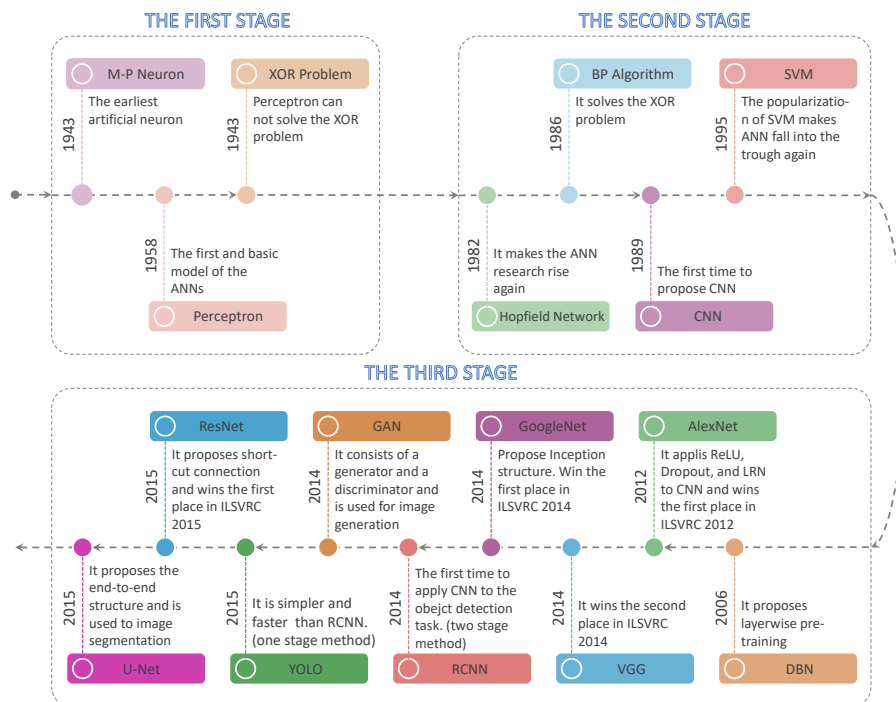 THE FIRST STAGE
M-P Neuron
1943
The earliest
artificial neuron
XOR Problem
1943
Perceptron can
not solve the XOR
problem
1958
The first and basic
model of the
ANNs
Perceptron
THE SECOND STAGE
BP Algorithm
1986
It solves the XOR
problem
SVM
1995
The popularizatio-
n of SVM makes
ANN fall into the
trough again
1982
It makes the ANN
research rise
again
Hopfield Network
1989
The first time to
propose CNN
CNN
THE THIRD STAGE
ResNet
2015
It proposes short-
cut connection
and wins the first
place in ILSVRC
2015
GAN
2014
It consists of a
generator and a
discriminator and
is used for image
generation
GoogleNet
2014
Propose Inception
structure. Win the
first place in
ILSVRC 2014
AlexNet
2012
It applis ReLU,
Dropout, and LRN
to CNN and wins
the first place in
ILSVRC 2012
2015
It proposes the
end-to-end
structure and is
used to image
segmentation
U-Net
2015
It is simpler and
faster than RCNN.
(one stage method)
YOLO
2014
The first time to
apply CNN to the
obejct detection
task. (two stage
method)
RCNN
2014
It wins the second
place in ILSVRC
2014
VGG
2006
It proposes
layerwise pre-
training
DBN